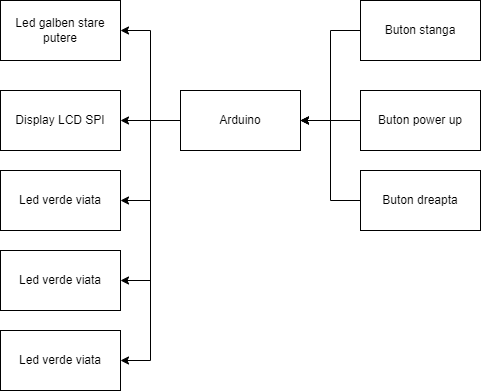 Led galben stare
putere
Buton stanga
Display LCD SPI
Arduino
Buton power up
Led verde viata
Buton dreapta
Led verde viata
Led verde viata